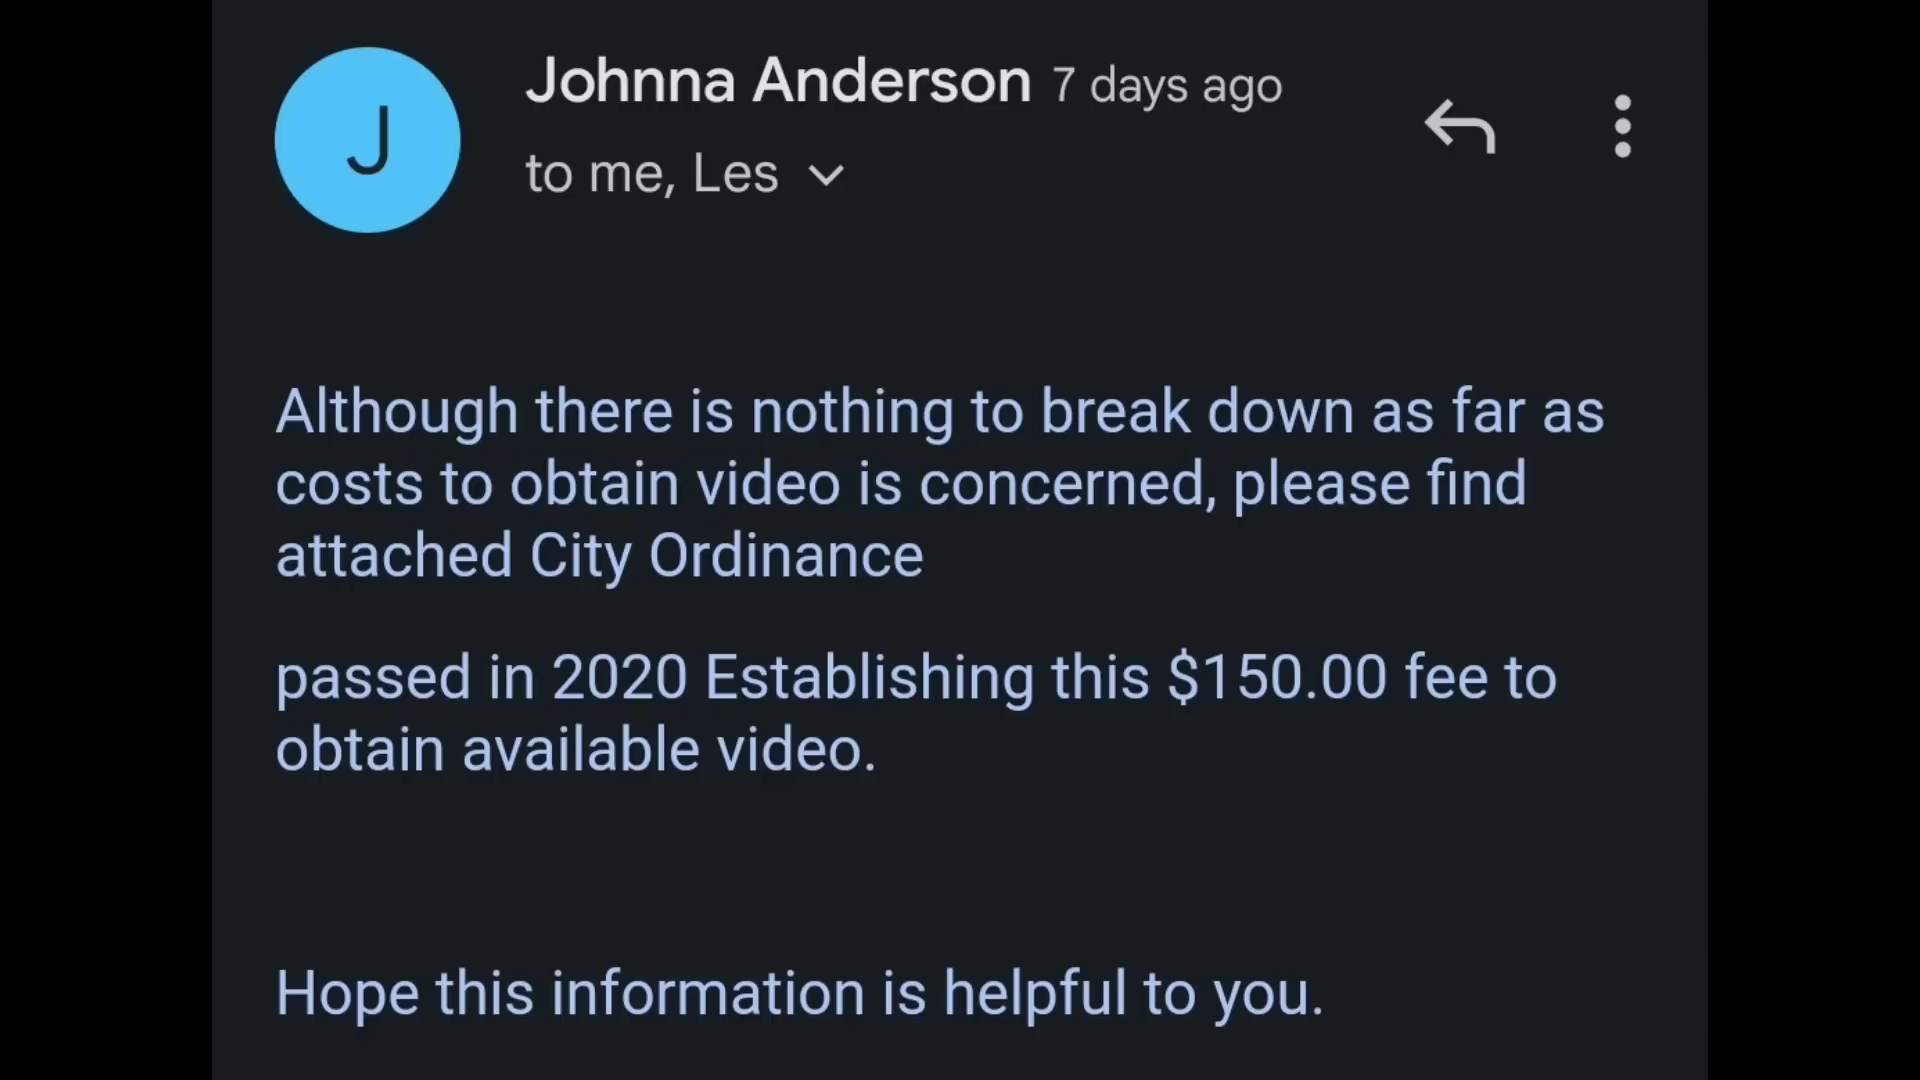 J
Johnna Anderson 7 days ago
to me, Les
Although there is nothing to break down as far as
costs to obtain video is concerned, please find
attached City Ordinance
passed in 2020 Establishing this $150.00 fee to
obtain available video.
Hope this information is helpful to you.